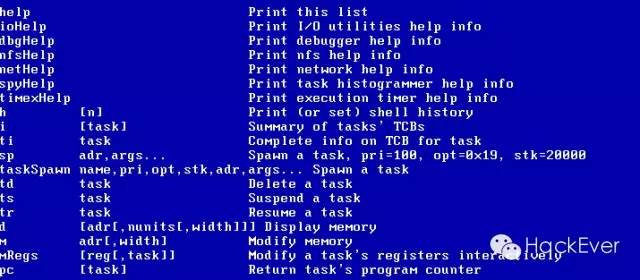 help Print this list
ioHelp Print I/O utilities help info
dbgHelp Print debugger help info
nfsHelp Print nfs help info
netHelp Print network help info
spyHelp Print task histogrammer help info
timexHelp Print execution timer help info
h [n] Print (or set) shell history
i [task] Summary of tasks' TCBs
ti task Complete info on TCB for task
sp adr,args... Spawn a task, pri=100, opt=0x19, stk=20000
taskSpawn name,pri,opt,stk,adr,args... Spawn a task
td task Delete a task
ts task Suspend a task
tr task Resume a task
d [adr[,nunits[,width]]] Display memory
m adr[,width] Modify memory
mRegs [reg[,task]] Modify a task's registers interactively
pc [task] Return task's program counter
HackEver